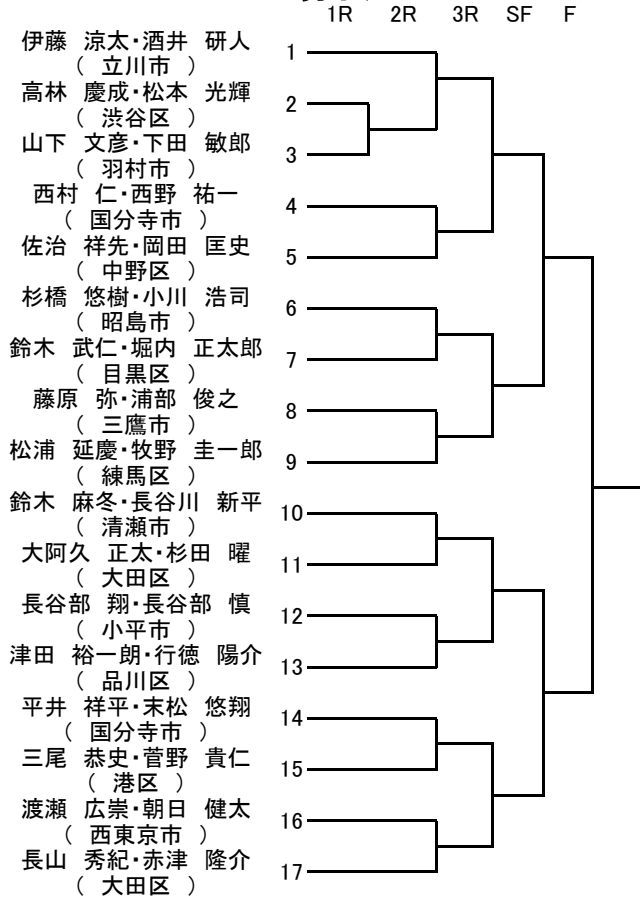 1R 2R 3R SF F
伊藤 涼太・酒井 研人
( 立川市 )
1
高林 慶成・松本 光輝
( 渋谷区 )
2
山下 文彦・下田 敏郎
( 羽村市 )
3
西村 仁・西野 祐一
( 国分寺市 )
4
佐治 祥先・岡田 匡史
( 中野区 )
5
杉橋 悠樹・小川 浩司
( 昭島市 )
6
鈴木 武仁・堀内 正太郎
( 目黒区 )
7
藤原 弥・浦部 俊之
( 三鷹市 )
8
松浦 延慶・牧野 圭一郎
( 練馬区 )
9
鈴木 麻冬・長谷川 新平
( 清瀬市 )
10
大阿久 正太・杉田 曜
( 大田区 )
11
長谷部 翔・長谷部 慎
( 小平市 )
12
津田 裕一朗・行徳 陽介
( 品川区 )
13
平井 祥平・末松 悠翔
( 国分寺市 )
14
三尾 恭史・菅野 貴仁
( 港区 )
15
渡瀬 広崇・朝日 健太
( 西東京市 )
16
長山 秀紀・赤津 隆介
( 大田区 )
17